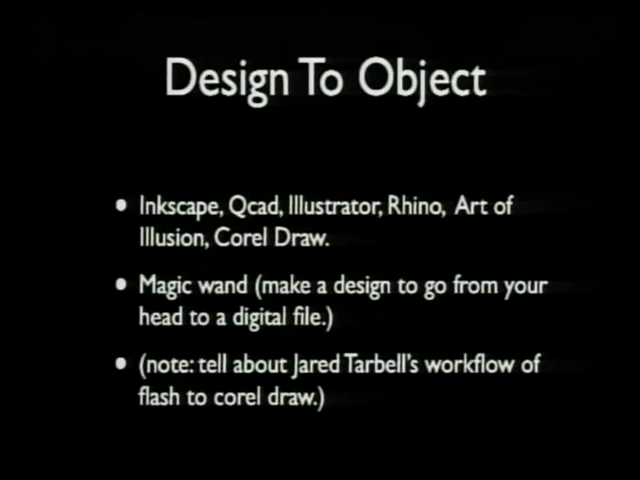 Design To Object
• Inkscape, Qcad, Illustrator, Rhino, Art of
Illusion, Corel Draw.
• Magic wand (make a design to go from your
head to a digital file.)
• (note: tell about Jared Tarbell's workflow of
flash to corel draw.)